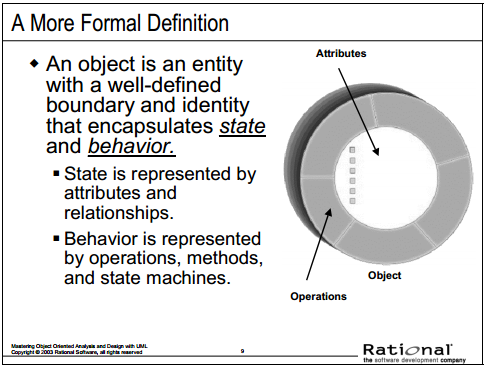 A More Formal Definition
◆ An object is an entity
with a well-defined
boundary and identity
that encapsulates state
and behavior.
▪ State is represented by
attributes and
relationships.
▪ Behavior is represented
by operations, methods,
and state machines.
Attributes
Object
Operations
Mastering Object Oriented Analysis and Design with UML
Copyright © 2003 Rational Software, all rights reserved
9
Rational®
the software development company